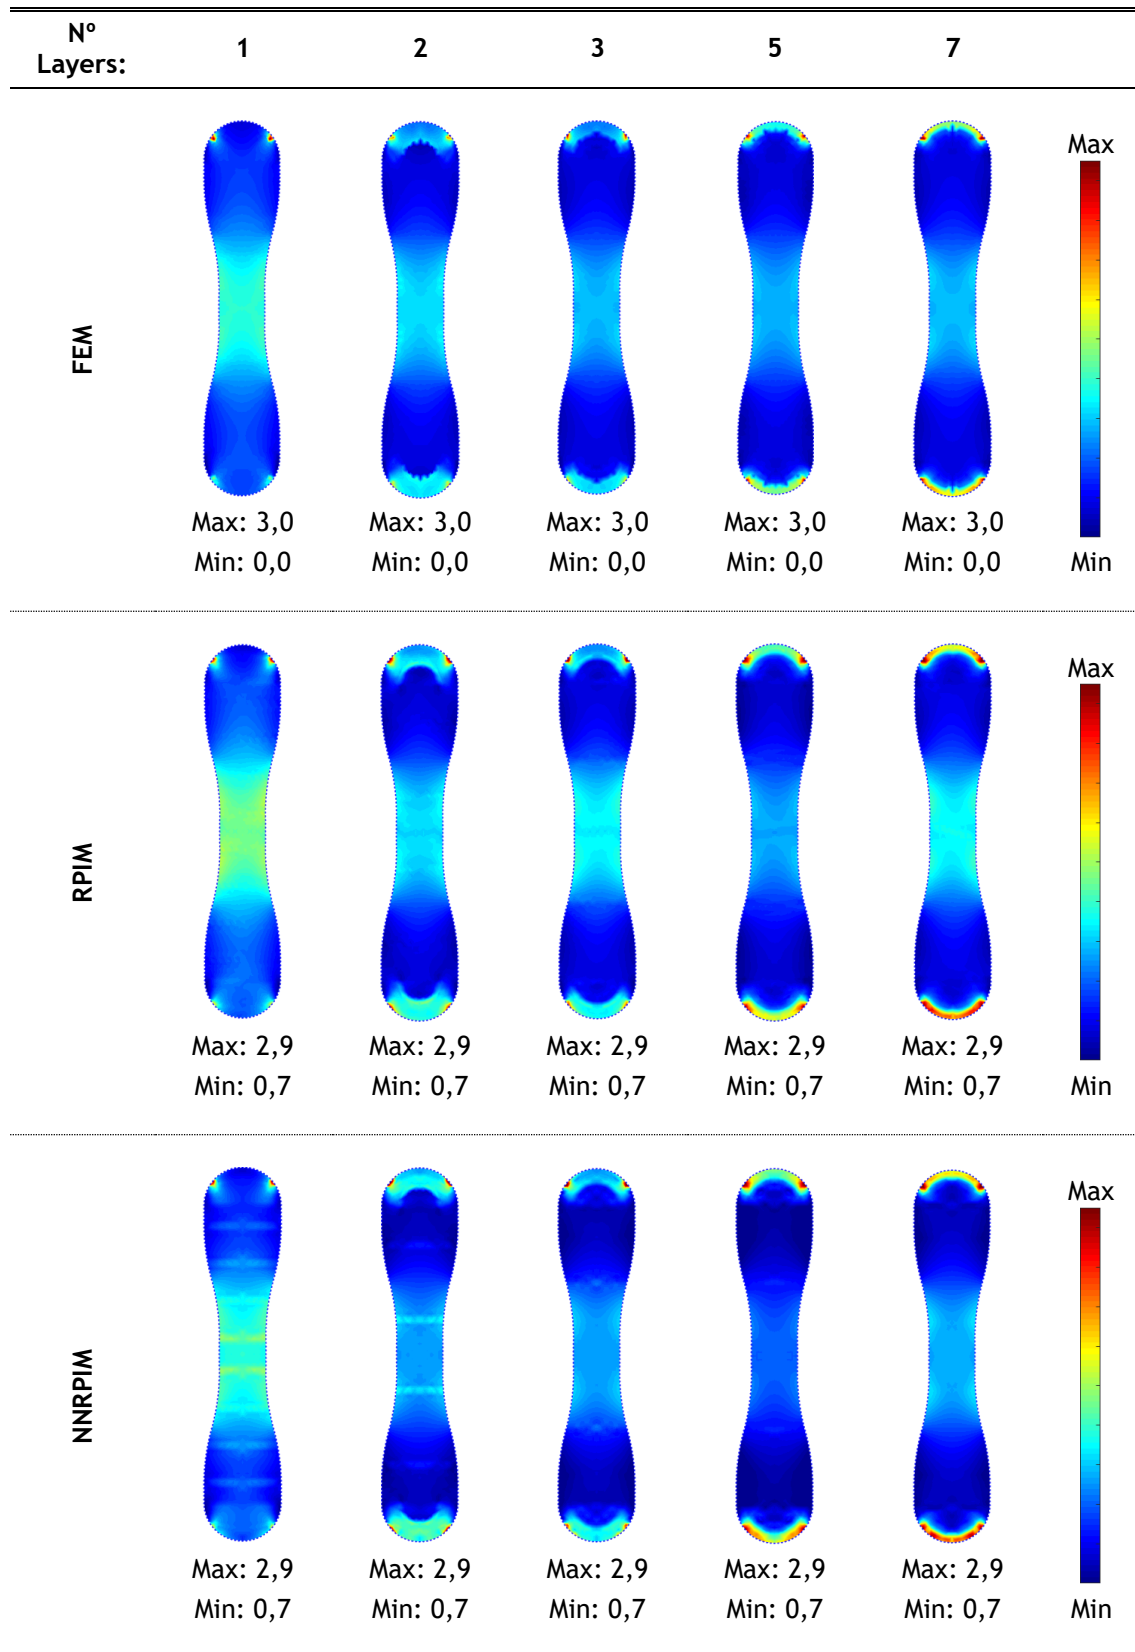 Nº Layers: 1 2 3 5 7
FEM
Max
Max: 3,0 Max: 3,0 Max: 3,0 Max: 3,0 Max: 3,0
Min: 0,0 Min: 0,0 Min: 0,0 Min: 0,0 Min: 0,0 Min
RPIM
Max
Max: 2,9 Max: 2,9 Max: 2,9 Max: 2,9 Max: 2,9
Min: 0,7 Min: 0,7 Min: 0,7 Min: 0,7 Min: 0,7 Min
NNRPIM
Max
Max: 2,9 Max: 2,9 Max: 2,9 Max: 2,9 Max: 2,9
Min: 0,7 Min: 0,7 Min: 0,7 Min: 0,7 Min: 0,7 Min